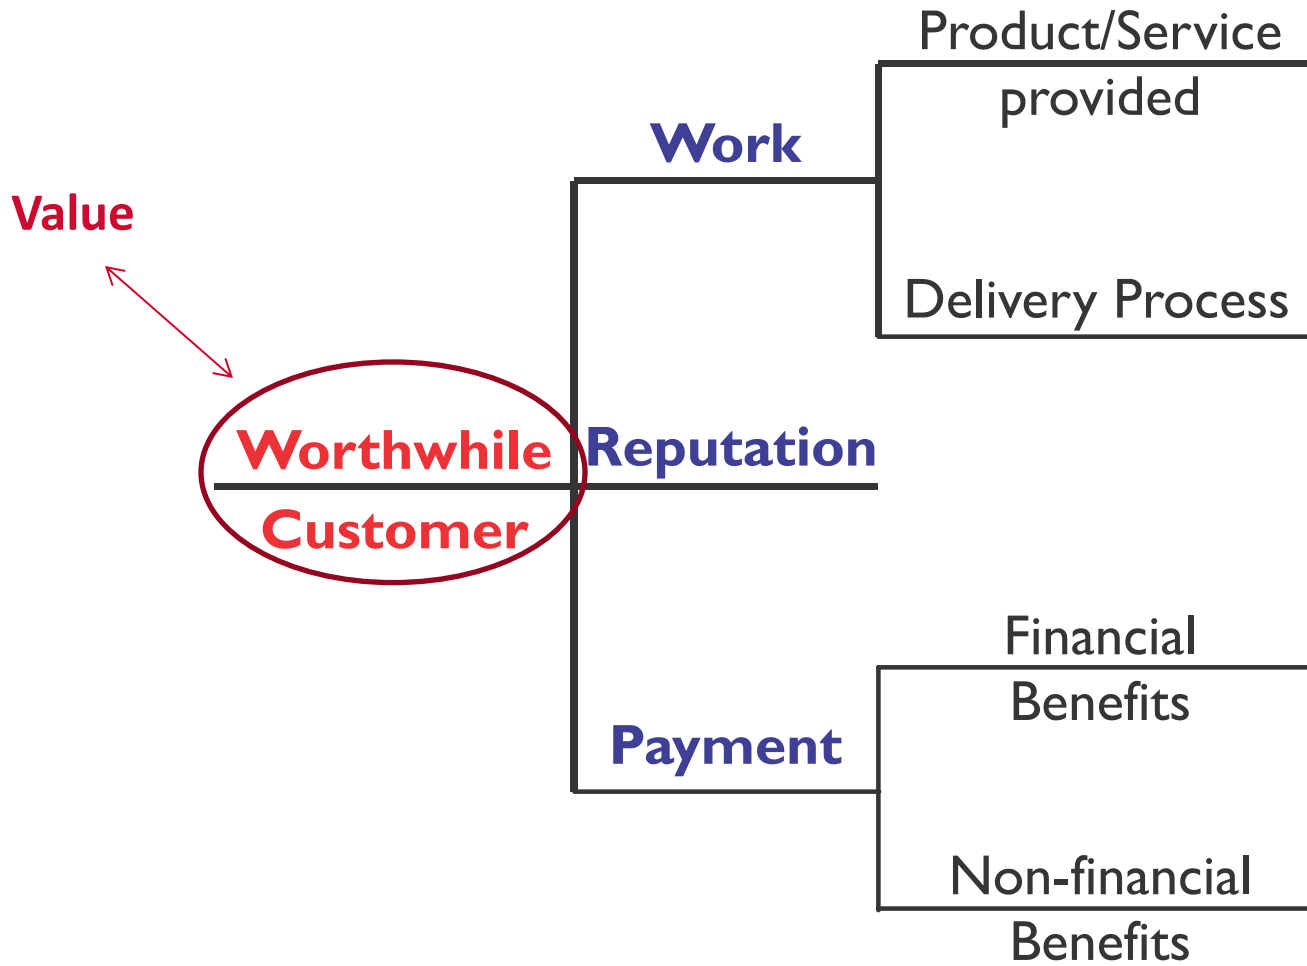 Product/Service
provided
Work
Value
Delivery Process
Worthwhile
Customer
Reputation
Financial
Benefits
Payment
Non-financial
Benefits